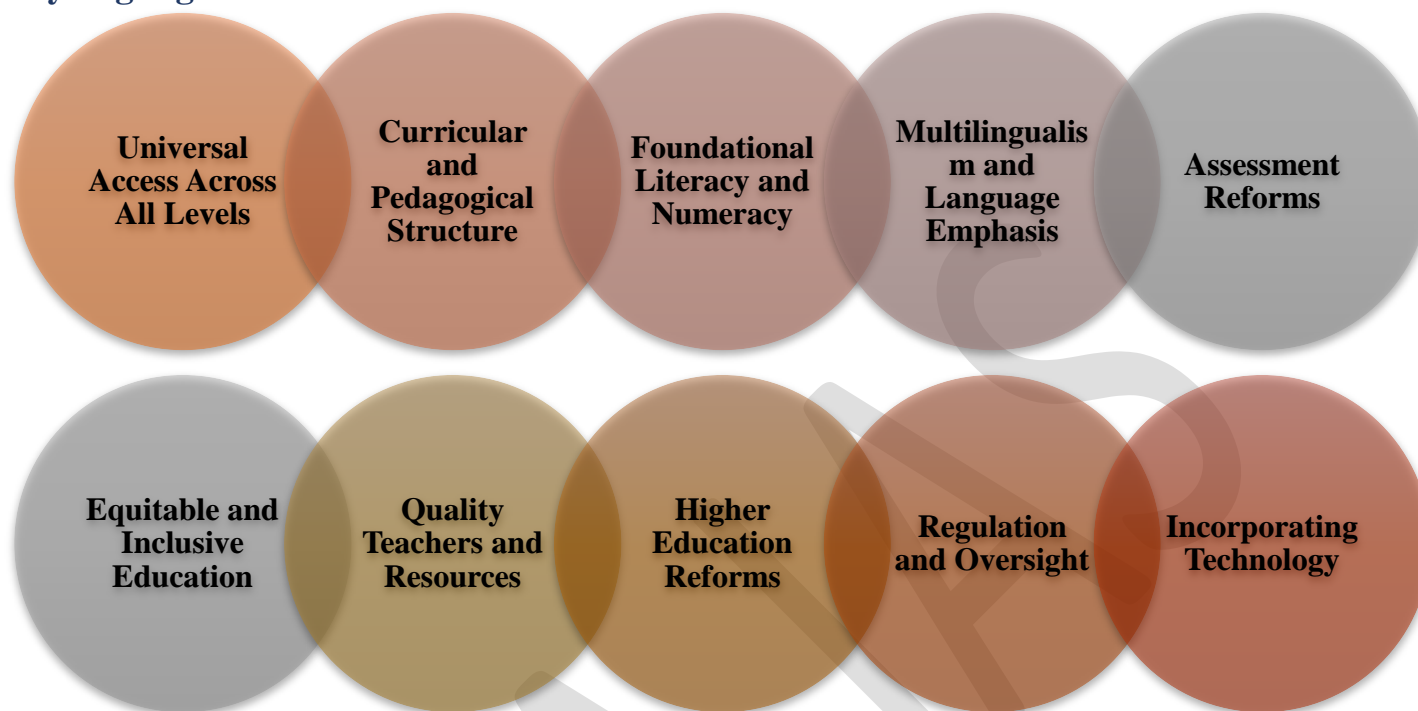 Universal
Access Across
All Levels
Curricular
and
Pedagogical
Structure
Foundational
Literacy and
Numeracy
Multilingualis
m and
Language
Emphasis
Assessment
Reforms
Equitable and
Inclusive
Education
Quality
Teachers and
Resources
Higher
Education
Reforms
Regulation
and Oversight
Incorporating
Technology